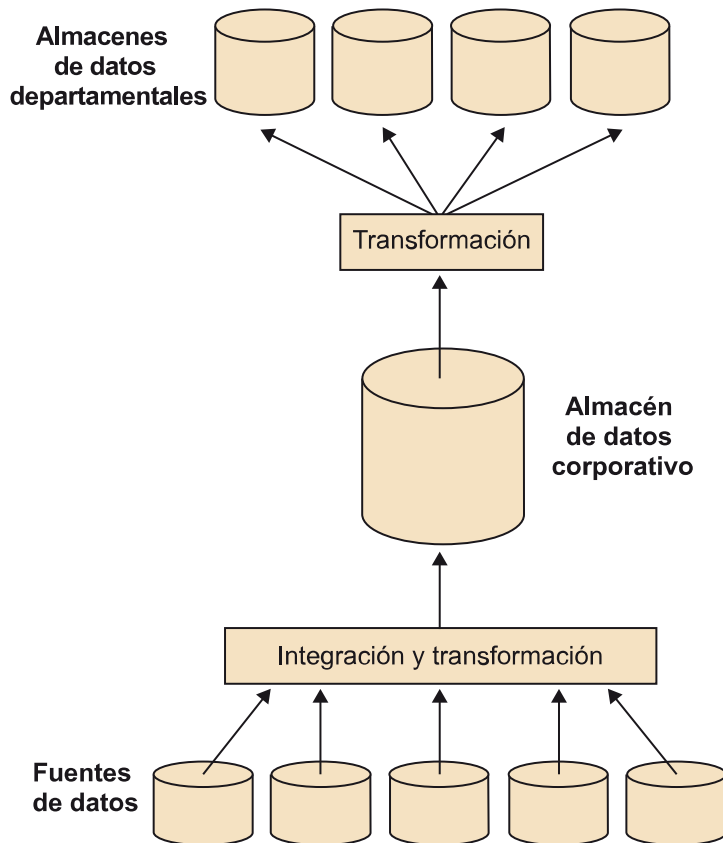 Almacenes
de datos
departamentales
Transformación
Almacén
de datos
corporativo
Integración y transformación
Fuentes
de datos